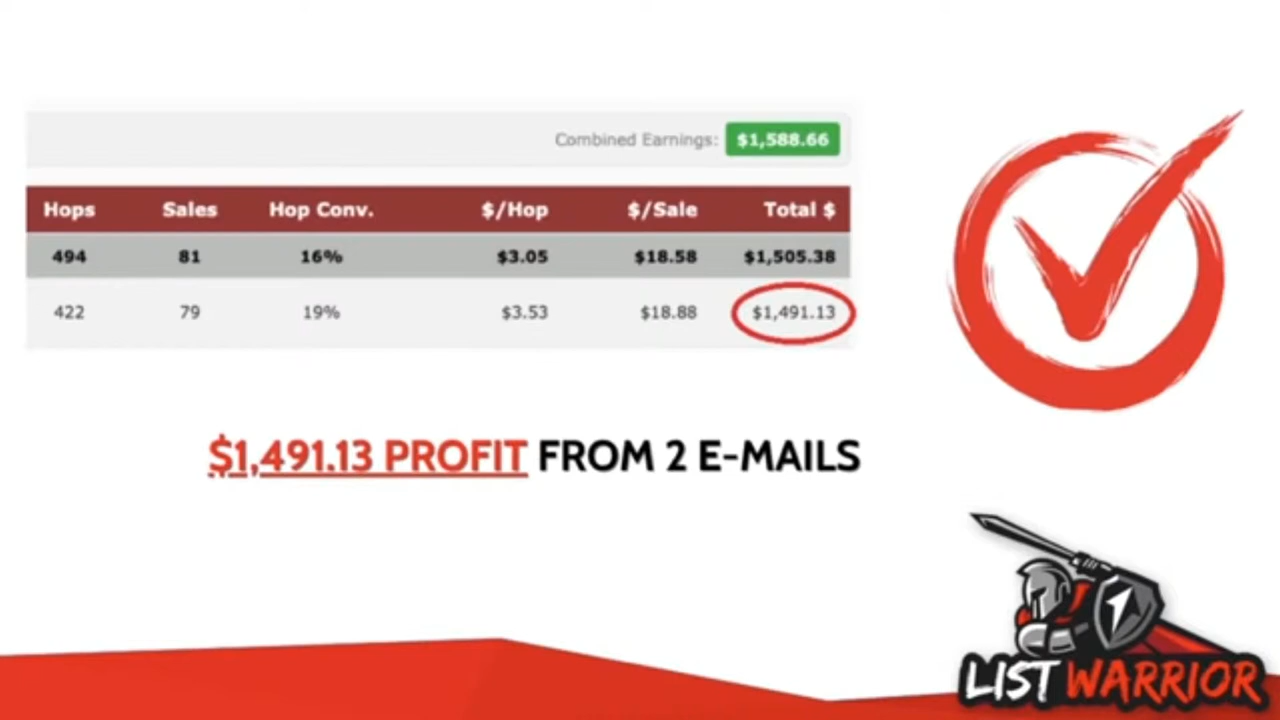 Combined Earnings: $1,588.66
Hops Sales Hop Conv. $/Hop $/Sale Total $
494 81 16% $3.05 $18.58 $1,505.38
422 79 19% $3.53 $18.88 $1,491.13
$1,491.13 PROFIT FROM 2 E-MAILS
LIST WARRIOR